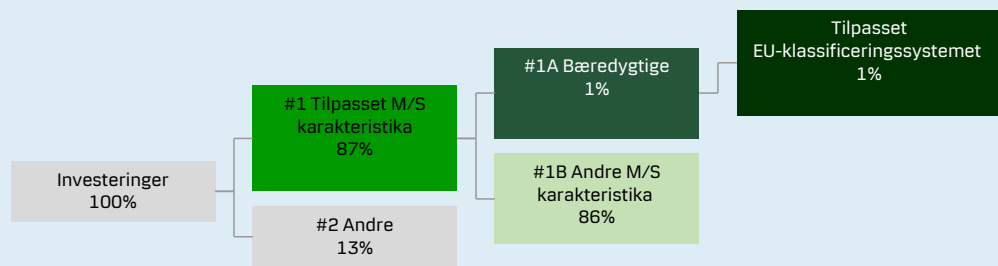 Investeringer
100%
#1 Tilpasset M/S
karakteristika
87%
#2 Andre
13%
#1A Bæredygtige
1%
#1B Andre M/S
karakteristika
86%
Tilpasset
EU-klassificeringssystemet
1%